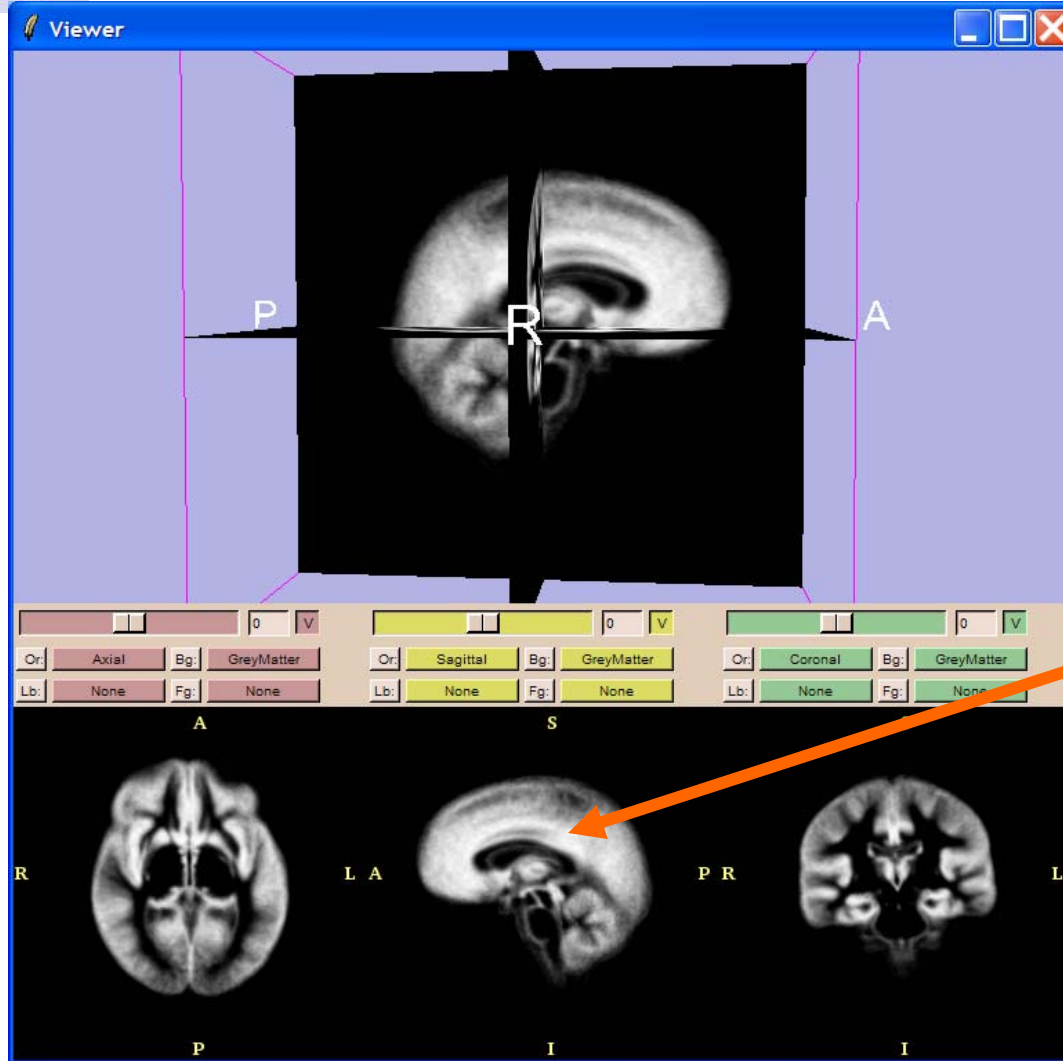 Viewer
P R A
0 V 0 V 0 V
Or: Axial Bg: GreyMatter Or: Sagittal Bg: GreyMatter Or: Coronal Bg: GreyMatter
Lb: None Fg: None Lb: None Fg: None Lb: None Fg: None
A S
R L A P R L
P I I